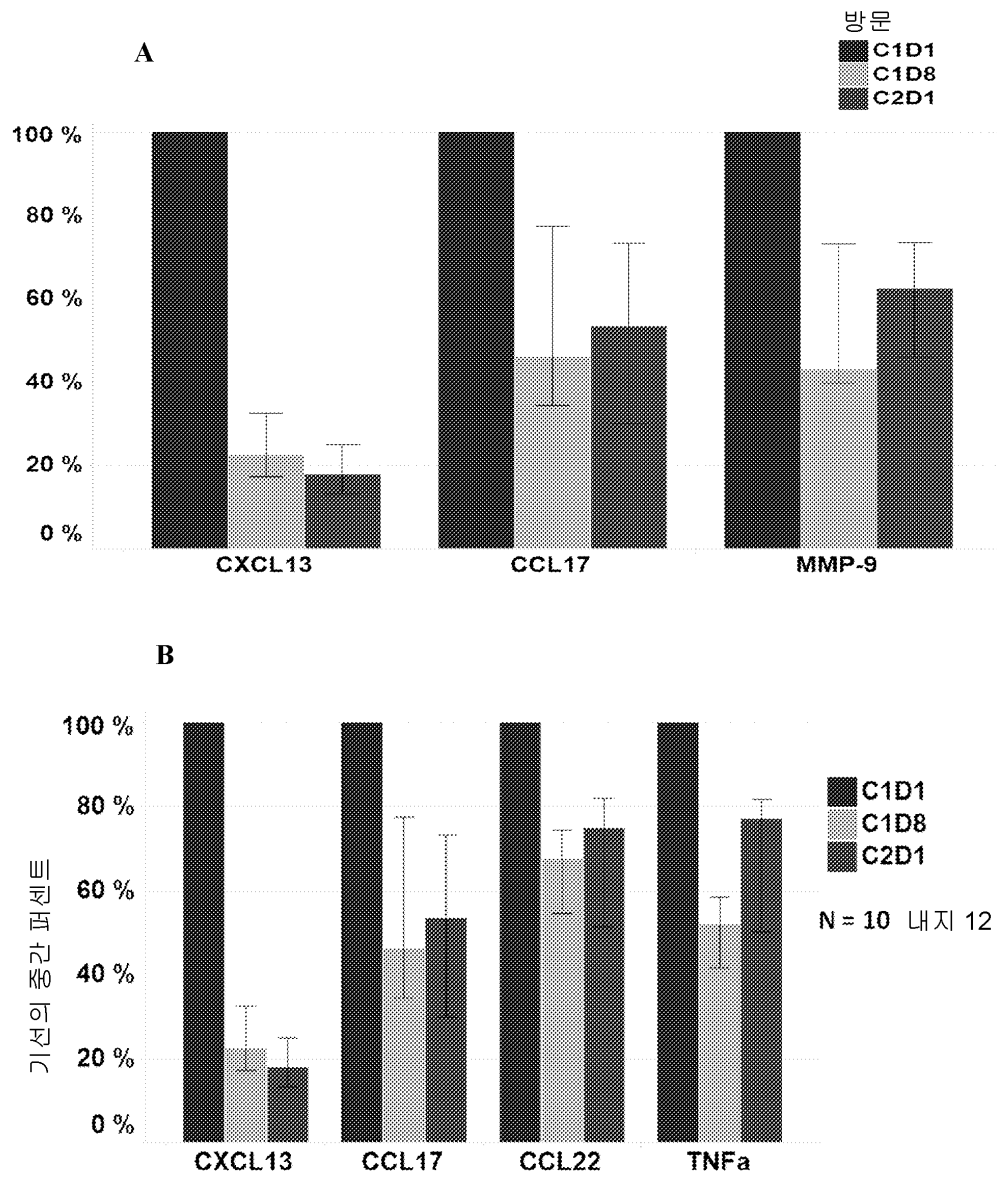 방문
A
C1D1
C1D8
C2D1
100 %
80 %
60 %
40 %
20 %
0 %
CXCL13
CCL17
MMP-9
B
100 %
80 %
60 %
40 %
20 %
0 %
기선의 중간 퍼센트
C1D1
C1D8
C2D1
N = 10 내지 12
CXCL13
CCL17
CCL22
TNFa